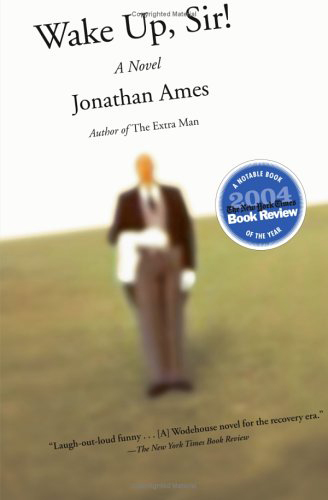 Wake Up, Sir!
A Novel
Jonathan Ames
Author of The Extra Man
A NOTABLE BOOK
2004
The New York Times
Book Review
OF THE YEAR
"Laugh-out-loud funny . . . [A] Wodehouse novel for the recovery era."
—The New York Times Book Review
Copyrighted Material